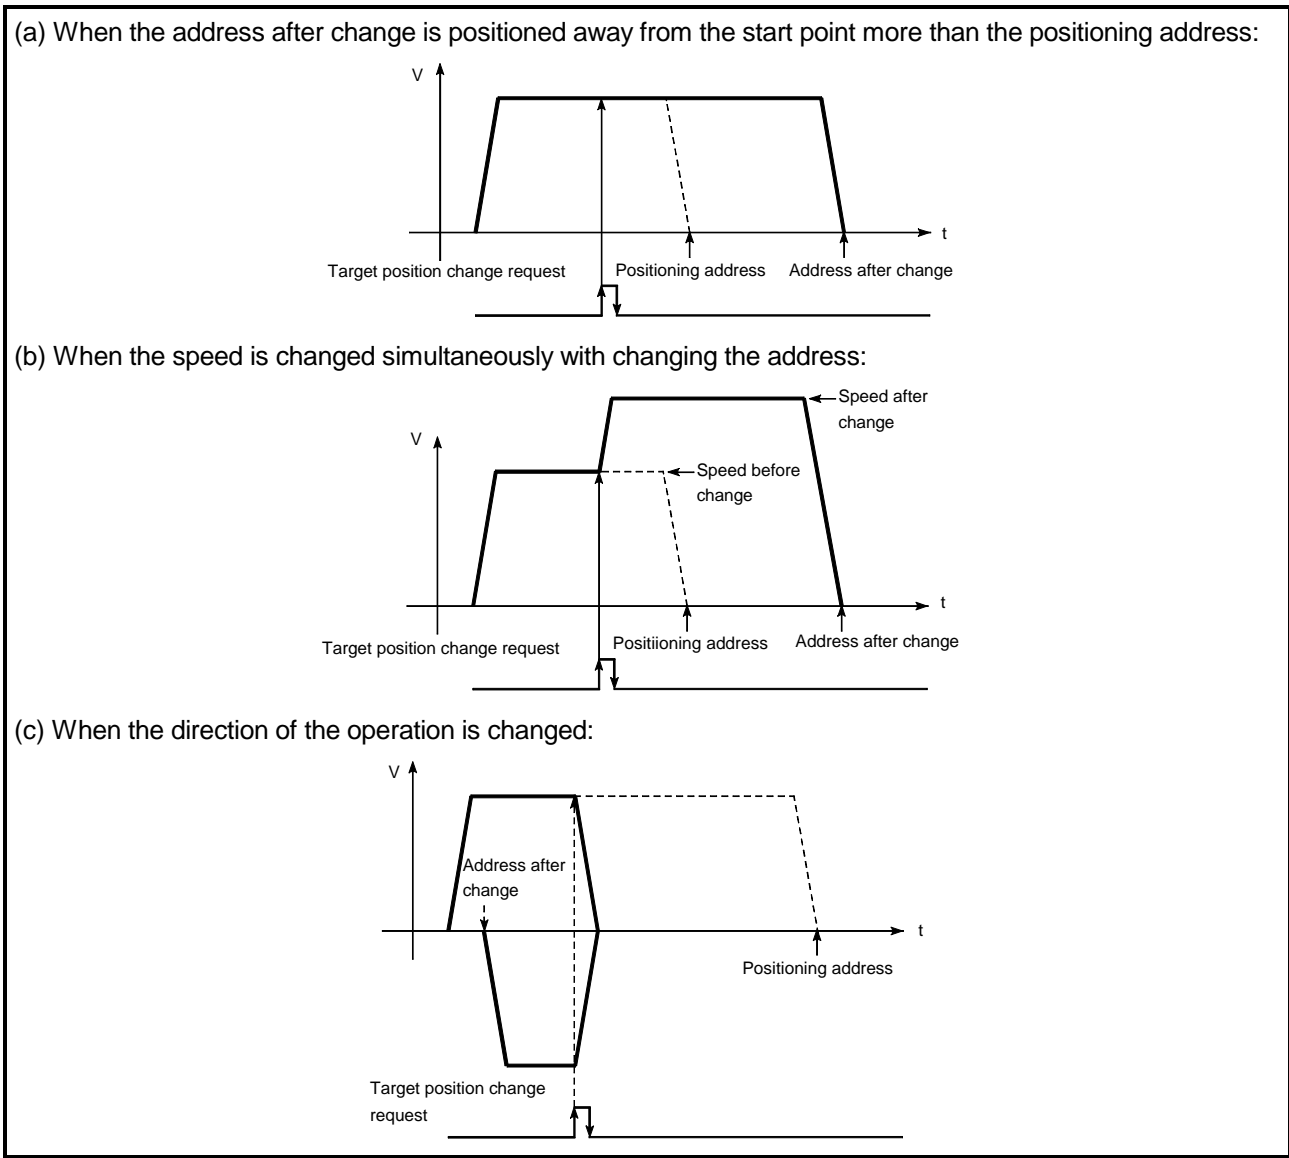 (a) When the address after change is positioned away from the start point more than the positioning address:
V
t
Target position change request
Positioning address
Address after change
(b) When the speed is changed simultaneously with changing the address:
Speed after
change
V
Speed before
change
t
Target position change request
Positiioning address
Address after change
(c) When the direction of the operation is changed:
V
Address after
change
t
Positioning address
Target position change
request